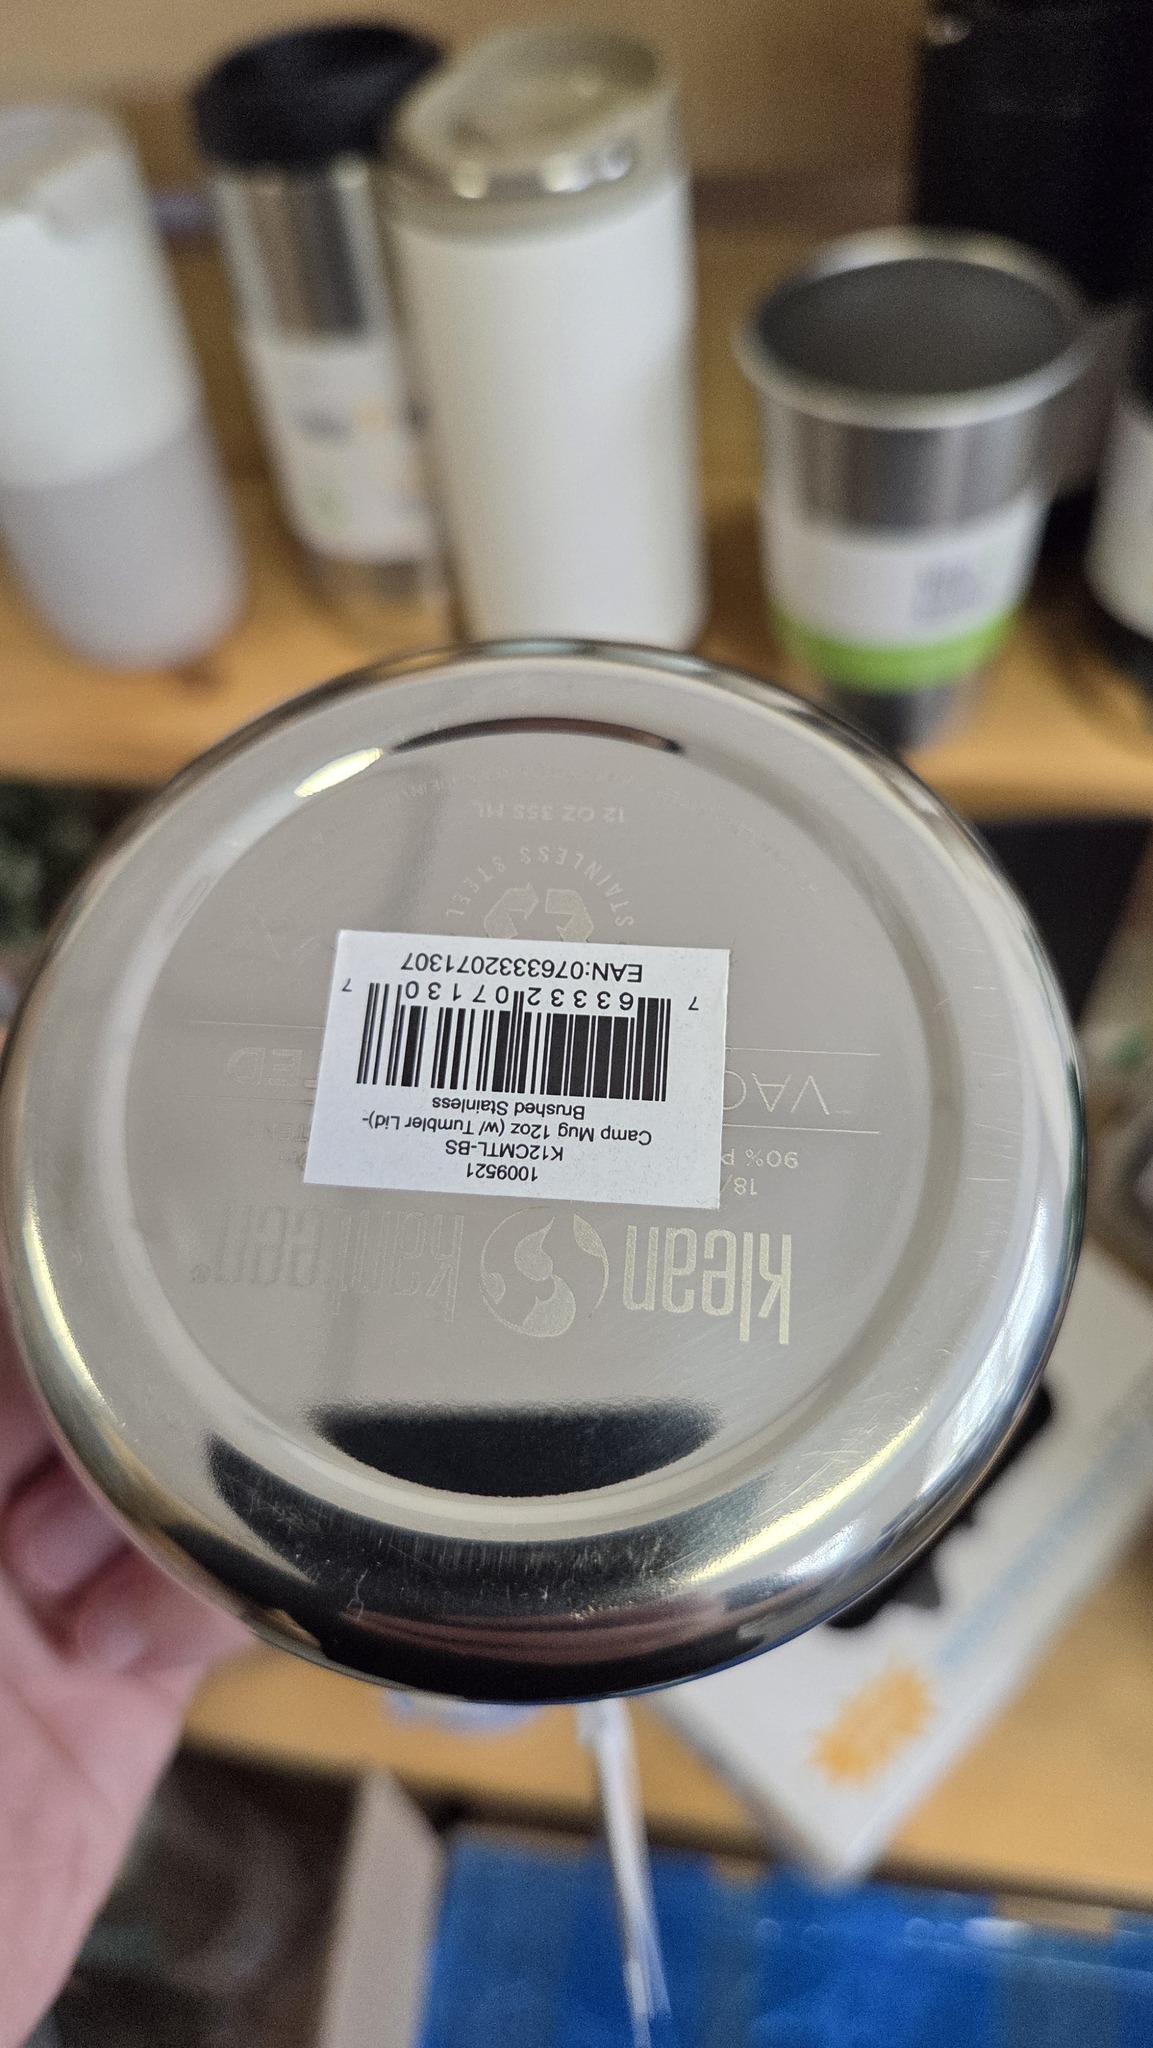 klean kanteen®
18/
90%
1009521
K12CMTL-BS
Camp Mug 12oz (w/ Tumbler Lid)-
Brushed Stainless
7 63332 07130 7
EAN:0763332071307
STAINLESS STEEL
12 OZ 355 ML